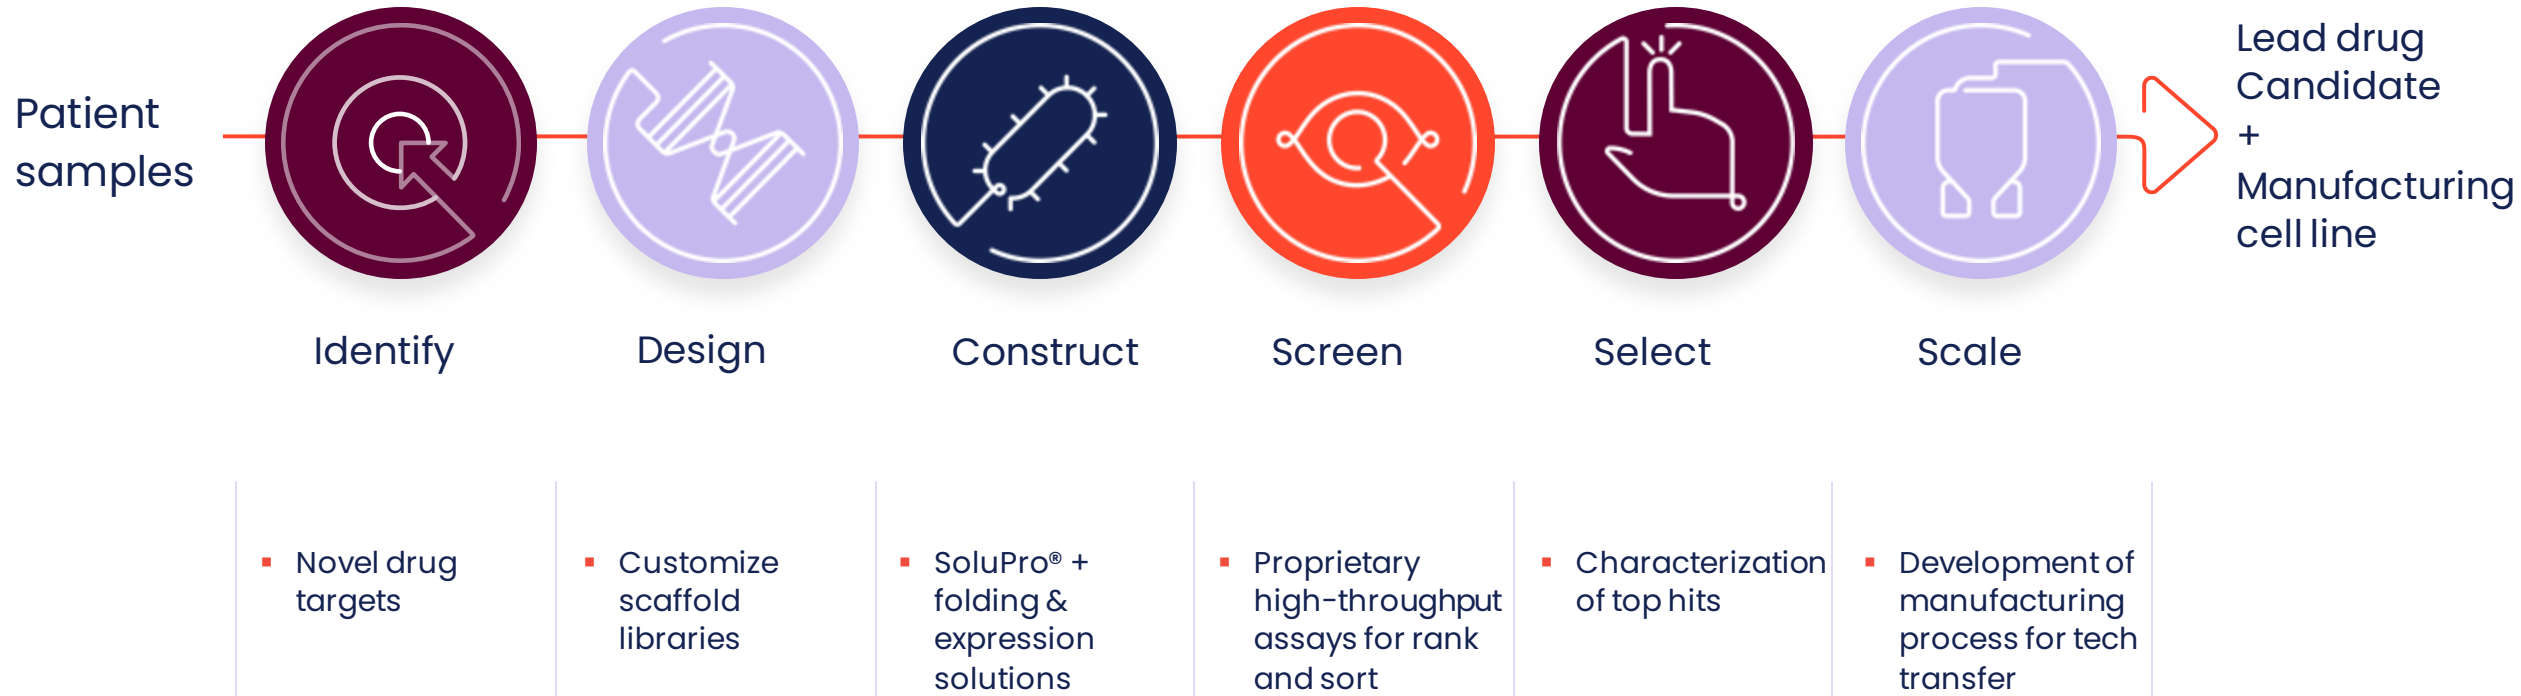 Patient
samples
Lead drug
Candidate
+
Manufacturing
cell line
Identify
Design
Construct
Screen
Select
Scale
Novel drug
targets
Customize
scaffold
libraries
SoluPro® +
folding &
expression
solutions
Proprietary
high-throughput
assays for rank
and sort
Characterization
of top hits
Development of
manufacturing
process for tech
transfer